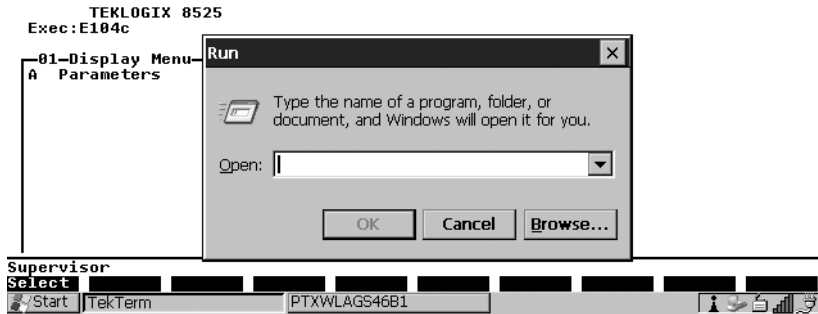 TEKLOGIX 8525
Exec:E104c
01-Display Menu
A Parameters
Run
Type the name of a program, folder, or
document, and Windows will open it for you.
Open:
OK Cancel Browse...
Supervisor
Select
Start TekTerm PTXWLAGS46B1